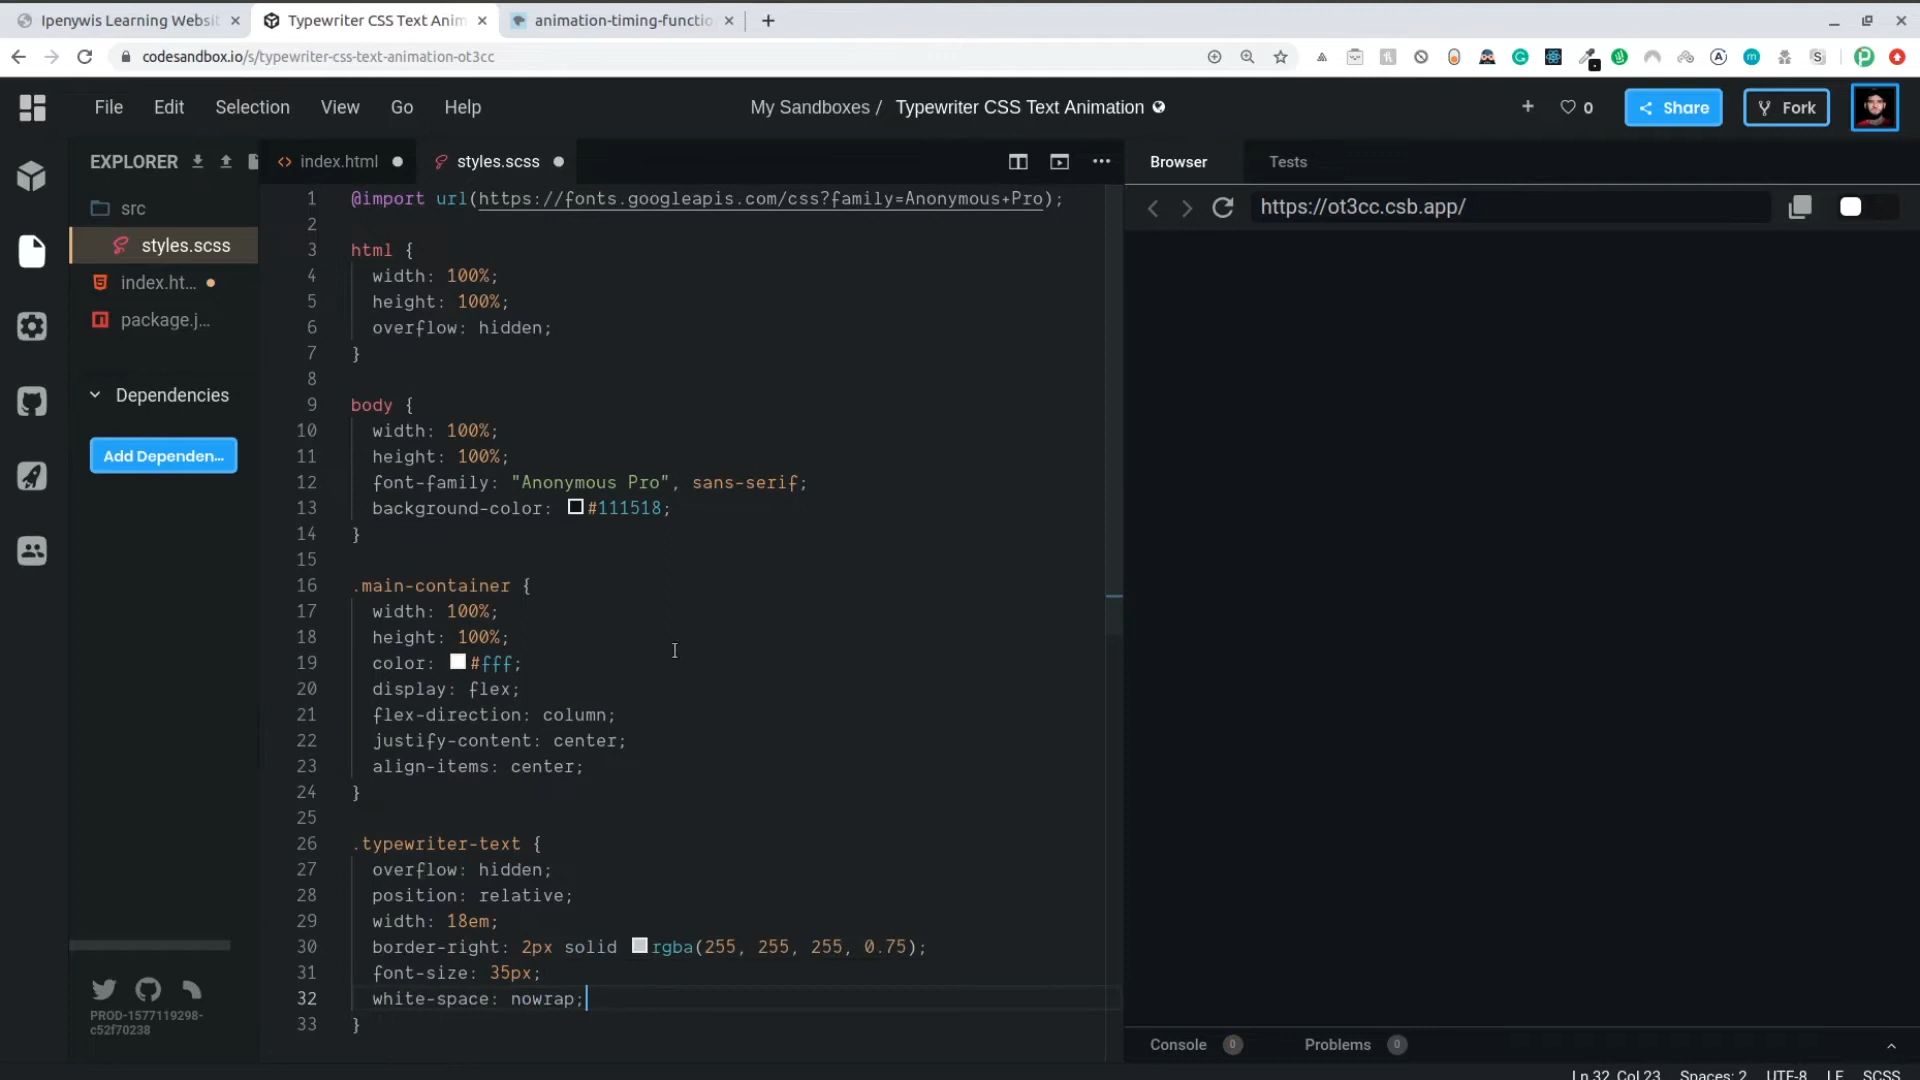 Ipenywis Learning Websit
Typewriter CSS Text Anim
animation-timing-functio
codesandbox.io/s/typewriter-css-text-animation-ot3cc
File Edit Selection View Go Help
My Sandboxes / Typewriter CSS Text Animation
0
Share
Fork
EXPLORER
src
styles.scss
index.ht...
package.j...
Dependencies
Add Dependen...
PROD-1577119298-
c52f70238
index.html
styles.scss
1 @import url(https://fonts.googleapis.com/css?family=Anonymous+Pro);
2
3 html {
4 width: 100%;
5 height: 100%;
6 overflow: hidden;
7 }
8
9 body {
10 width: 100%;
11 height: 100%;
12 font-family: "Anonymous Pro", sans-serif;
13 background-color: #111518;
14 }
15
16 .main-container {
17 width: 100%;
18 height: 100%;
19 color: #fff;
20 display: flex;
21 flex-direction: column;
22 justify-content: center;
23 align-items: center;
24 }
25
26 .typewriter-text {
27 overflow: hidden;
28 position: relative;
29 width: 18em;
30 border-right: 2px solid rgba(255, 255, 255, 0.75);
31 font-size: 35px;
32 white-space: nowrap;
33 }
Browser Tests
https://ot3cc.csb.app/
Console 0 Problems 0
Ln 32, Col 23 Spaces: 2 UTF-8 LF SCSS